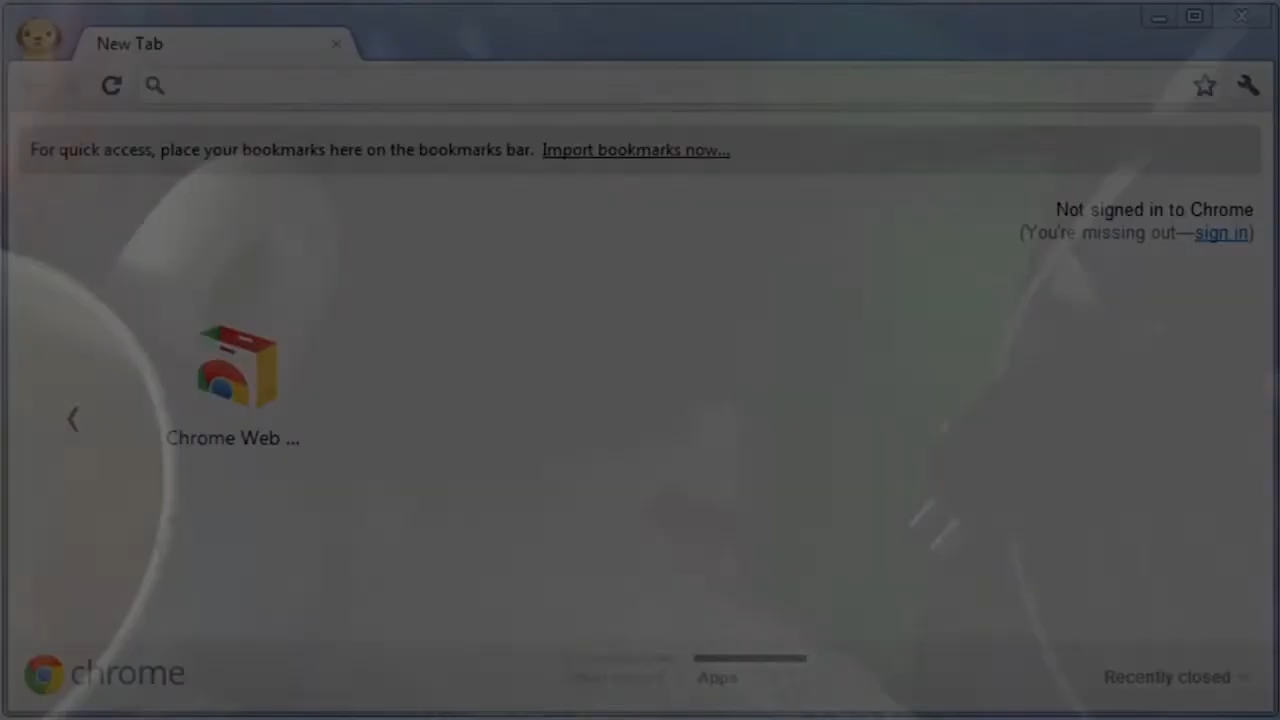 New Tab
For quick access, place your bookmarks here on the bookmarks bar. Import bookmarks now...
Not signed in to Chrome
(You're missing out—sign in)
Chrome Web ...
chrome
Apps
Recently closed